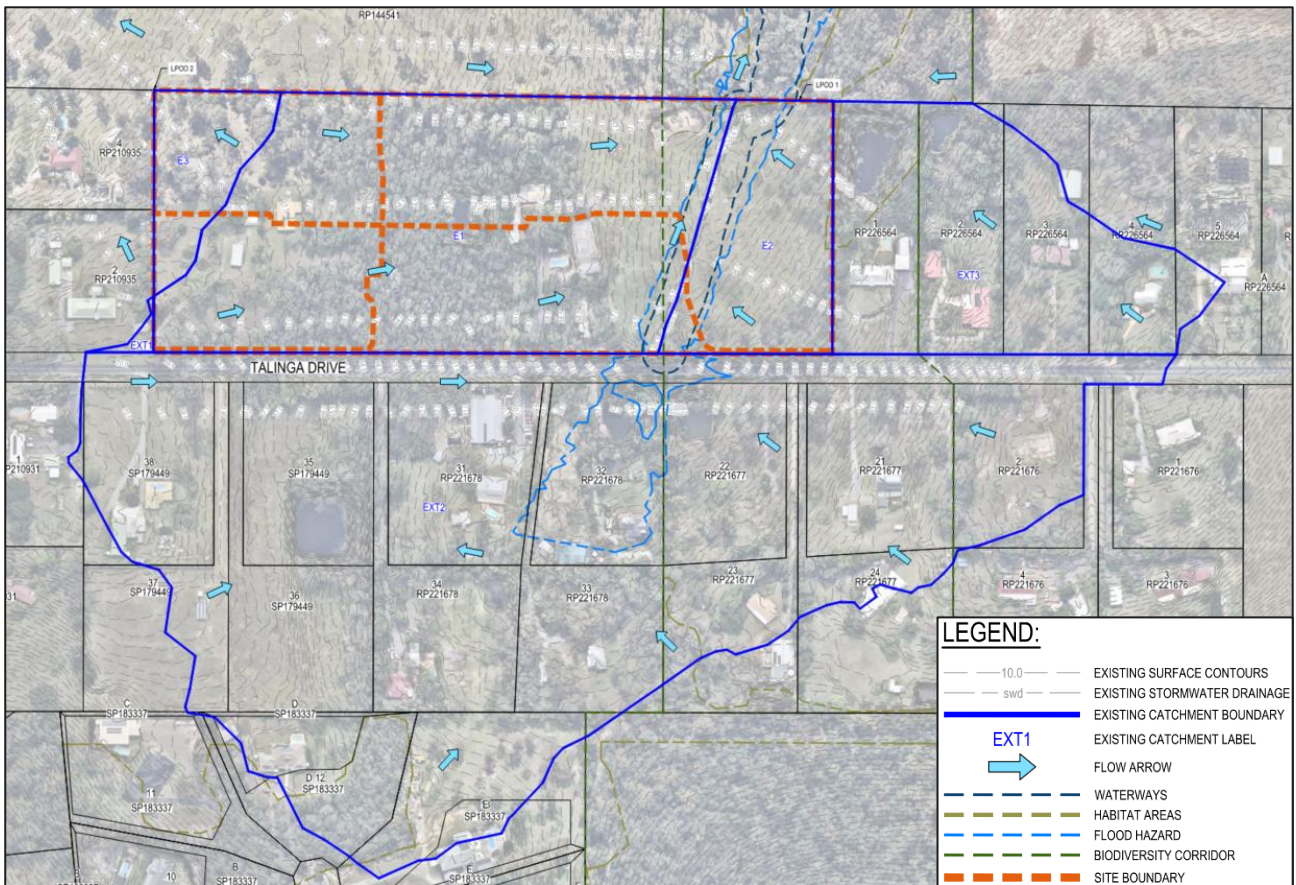 RP144541
LPOD 2
LPOD 1
4
RP210935
E3
E1
E2
2
RP210935
EXT1
1
RP226564
2
RP226564
3
RP226564
4
RP226564
5
RP226564
A
RP226564
EXT3
TALINGA DRIVE
1
P210931
38
SP179449
35
SP179449
31
RP221678
32
RP221678
22
RP221677
21
RP221677
2
RP221676
1
RP221676
EXT2
31
37
SP179449
36
SP179449
34
RP221678
33
RP221678
23
RP221677
24
RP221677
4
RP221676
3
RP221676
C
SP183337
D
SP183337
11
SP183337
D 12
SP183337
B
SP183337
10
B
SP183337
E
SP183337
LEGEND:
10.0 EXISTING SURFACE CONTOURS
swd EXISTING STORMWATER DRAINAGE
EXISTING CATCHMENT BOUNDARY
EXT1 EXISTING CATCHMENT LABEL
FLOW ARROW
WATERWAYS
HABITAT AREAS
FLOOD HAZARD
BIODIVERSITY CORRIDOR
SITE BOUNDARY